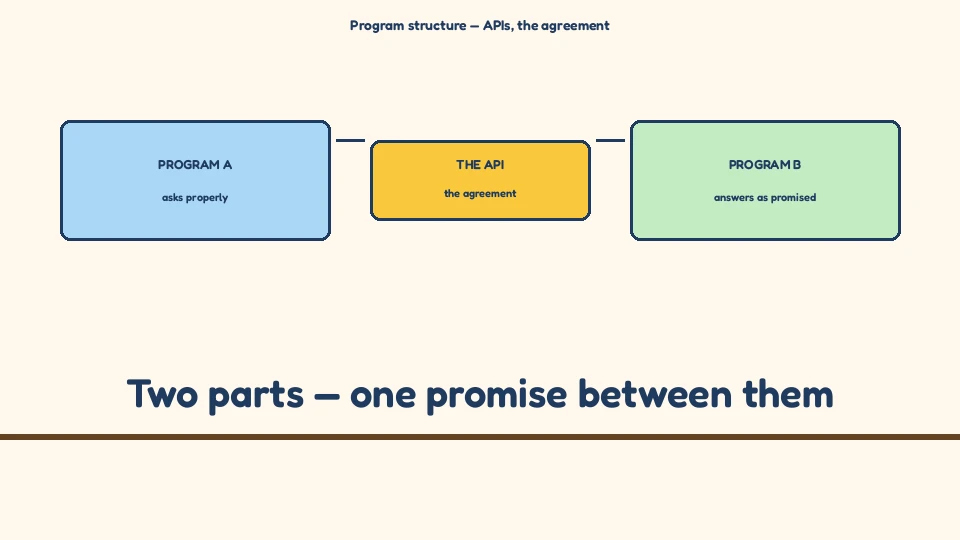 Program structure — APIs, the agreement
PROGRAM A
asks properly
THE API
the agreement
PROGRAM B
answers as promised
Two parts — one promise between them